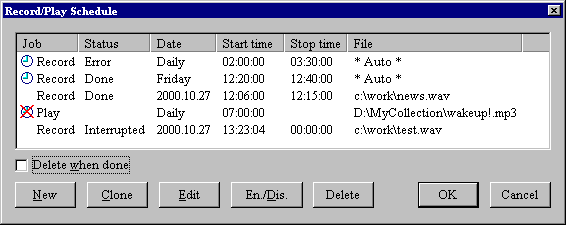 Record/Play Schedule
Job Status Date Start time Stop time File
Record Error Daily 02:00:00 03:30:00 * Auto *
Record Done Friday 12:20:00 12:40:00 * Auto *
Record Done 2000.10.27 12:06:00 12:15:00 c:\work\news.wav
Play Daily 07:00:00 D:\MyCollection\wakeup!.mp3
Record Interrupted 2000.10.27 13:23:04 00:00:00 c:\work\test.wav
Delete when done
New Clone Edit En./Dis. Delete OK Cancel